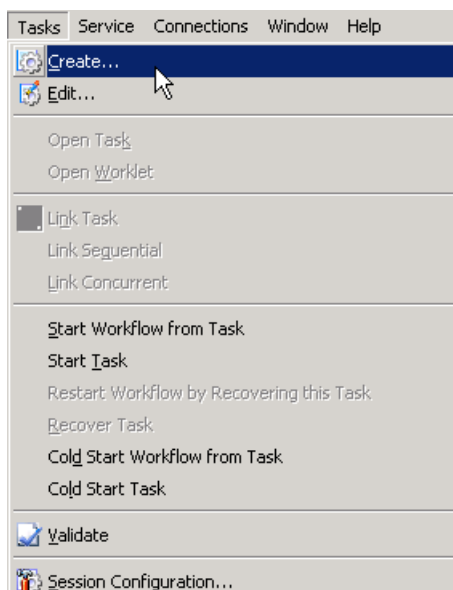 Tasks Service Connections Window Help
Create...
Edit...
Open Task
Open Worklet
Link Task
Link Sequential
Link Concurrent
Start Workflow from Task
Start Task
Restart Workflow by Recovering this Task
Recover Task
Cold Start Workflow from Task
Cold Start Task
Validate
Session Configuration...